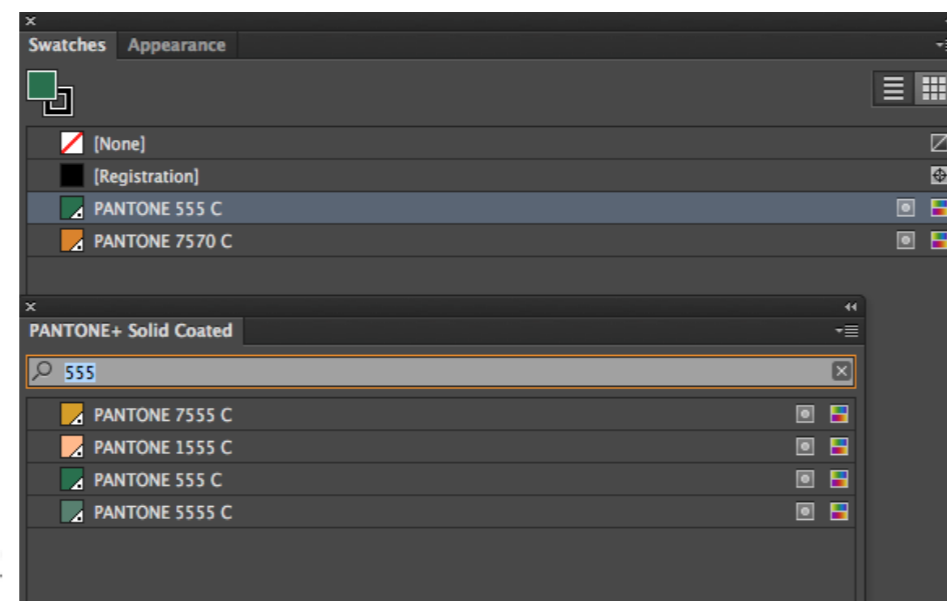 Swatches Appearance
[None]
[Registration]
PANTONE 555 C
PANTONE 7570 C
PANTONE+ Solid Coated
555
PANTONE 7555 C
PANTONE 1555 C
PANTONE 555 C
PANTONE 5555 C